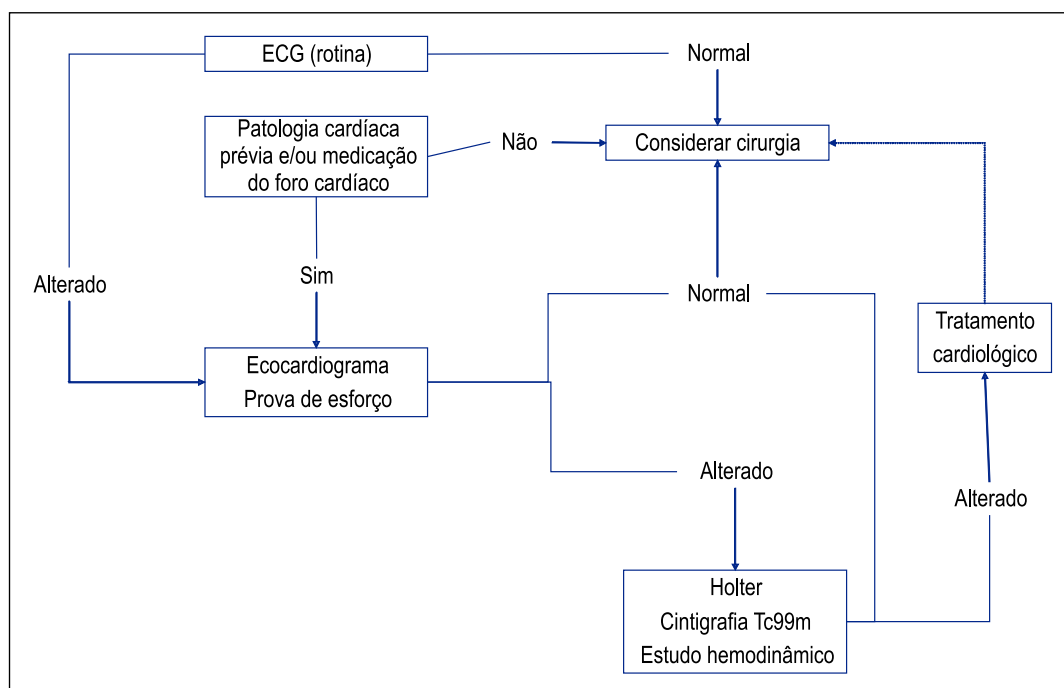 ECG (rotina)
Normal
Patologia cardíaca
prévia e/ou medicação
do foro cardíaco
Não
Considerar cirurgia
Alterado
Sim
Normal
Tratamento
cardiológico
Ecocardiograma
Prova de esforço
Alterado
Alterado
Holter
Cintigrafia Tc99m
Estudo hemodinâmico